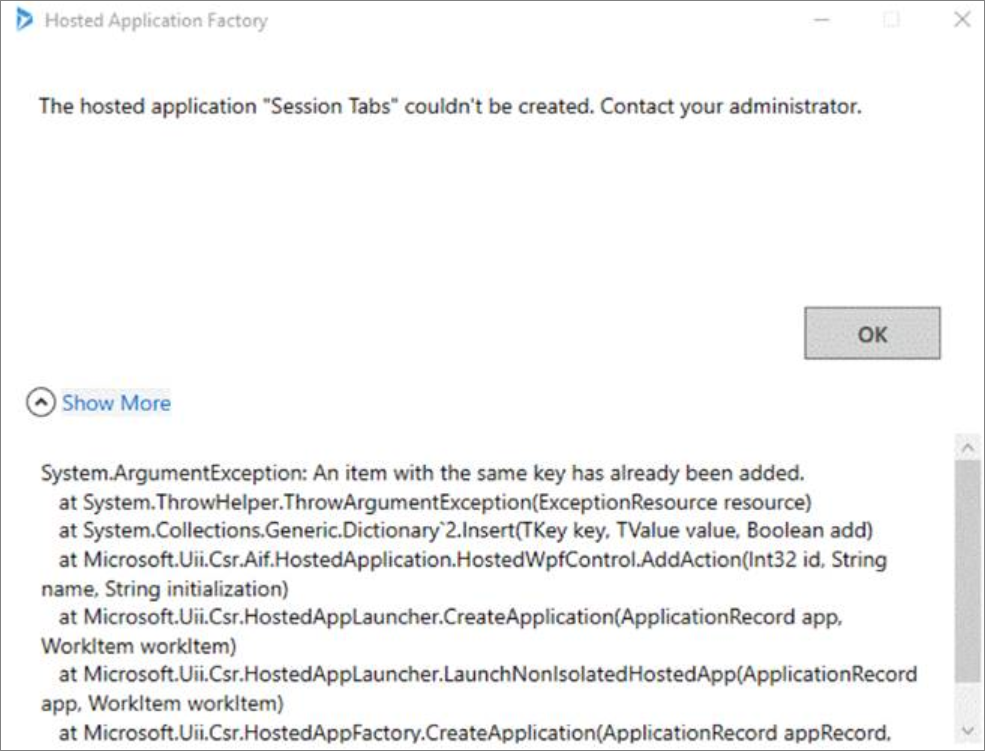 Hosted Application Factory
The hosted application "Session Tabs" couldn't be created. Contact your administrator.
OK
Show More
System.ArgumentException: An item with the same key has already been added.
at System.ThrowHelper.ThrowArgumentException(ExceptionResource resource)
at System.Collections.Generic.Dictionary`2.Insert(TKey key, TValue value, Boolean add)
at Microsoft.Uii.Csr.Aif.HostedApplication.HostedWpfControl.AddAction(Int32 id, String
name, String initialization)
at Microsoft.Uii.Csr.HostedAppLauncher.CreateApplication(ApplicationRecord app,
WorkItem workItem)
at Microsoft.Uii.Csr.HostedAppLauncher.LaunchNonIsolatedHostedApp(ApplicationRecord
app, WorkItem workItem)
at Microsoft.Uii.Csr.HostedAppFactory.CreateApplication(ApplicationRecord appRecord,